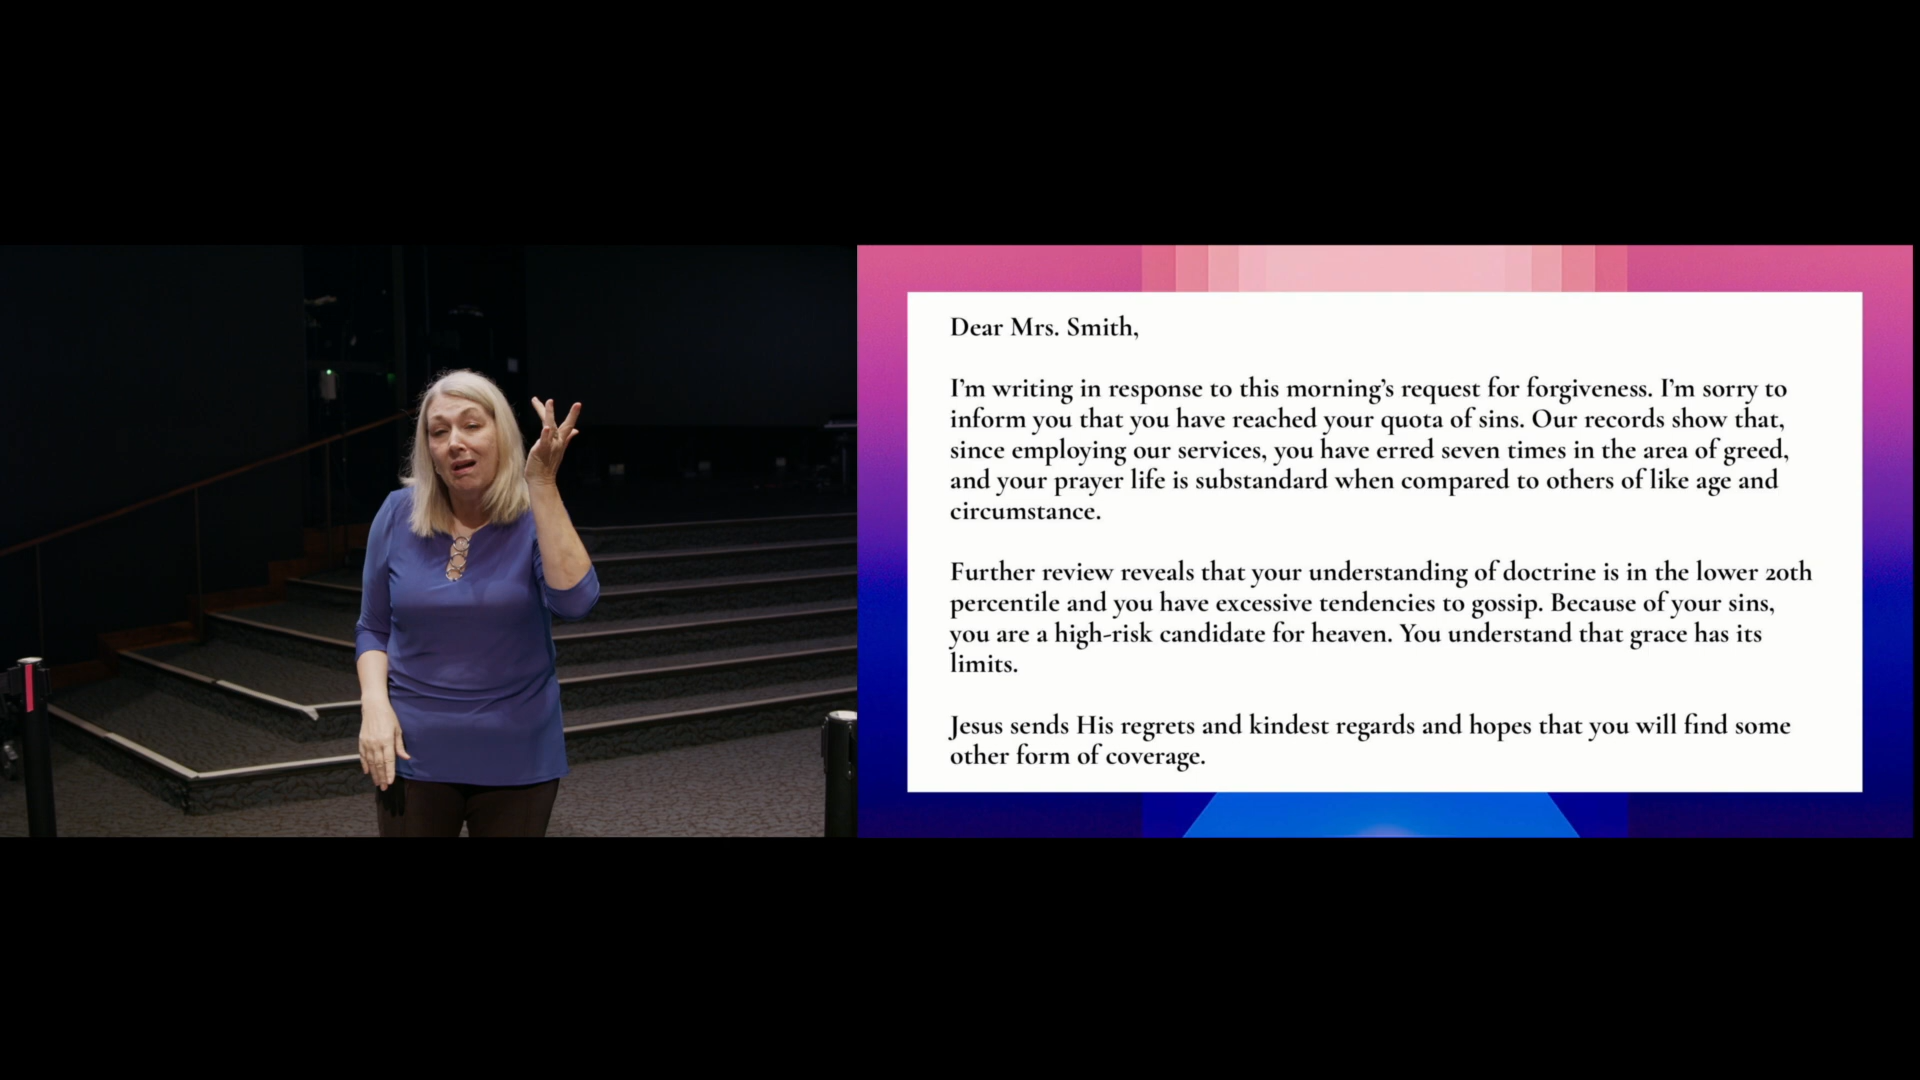 Dear Mrs. Smith,
I'm writing in response to this morning's request for forgiveness. I'm sorry to
inform you that you have reached your quota of sins. Our records show that,
since employing our services, you have erred seven times in the area of greed,
and your prayer life is substandard when compared to others of like age and
circumstance.
Further review reveals that your understanding of doctrine is in the lower 20th
percentile and you have excessive tendencies to gossip. Because of your sins,
you are a high-risk candidate for heaven. You understand that grace has its
limits.
Jesus sends His regrets and kindest regards and hopes that you will find some
other form of coverage.